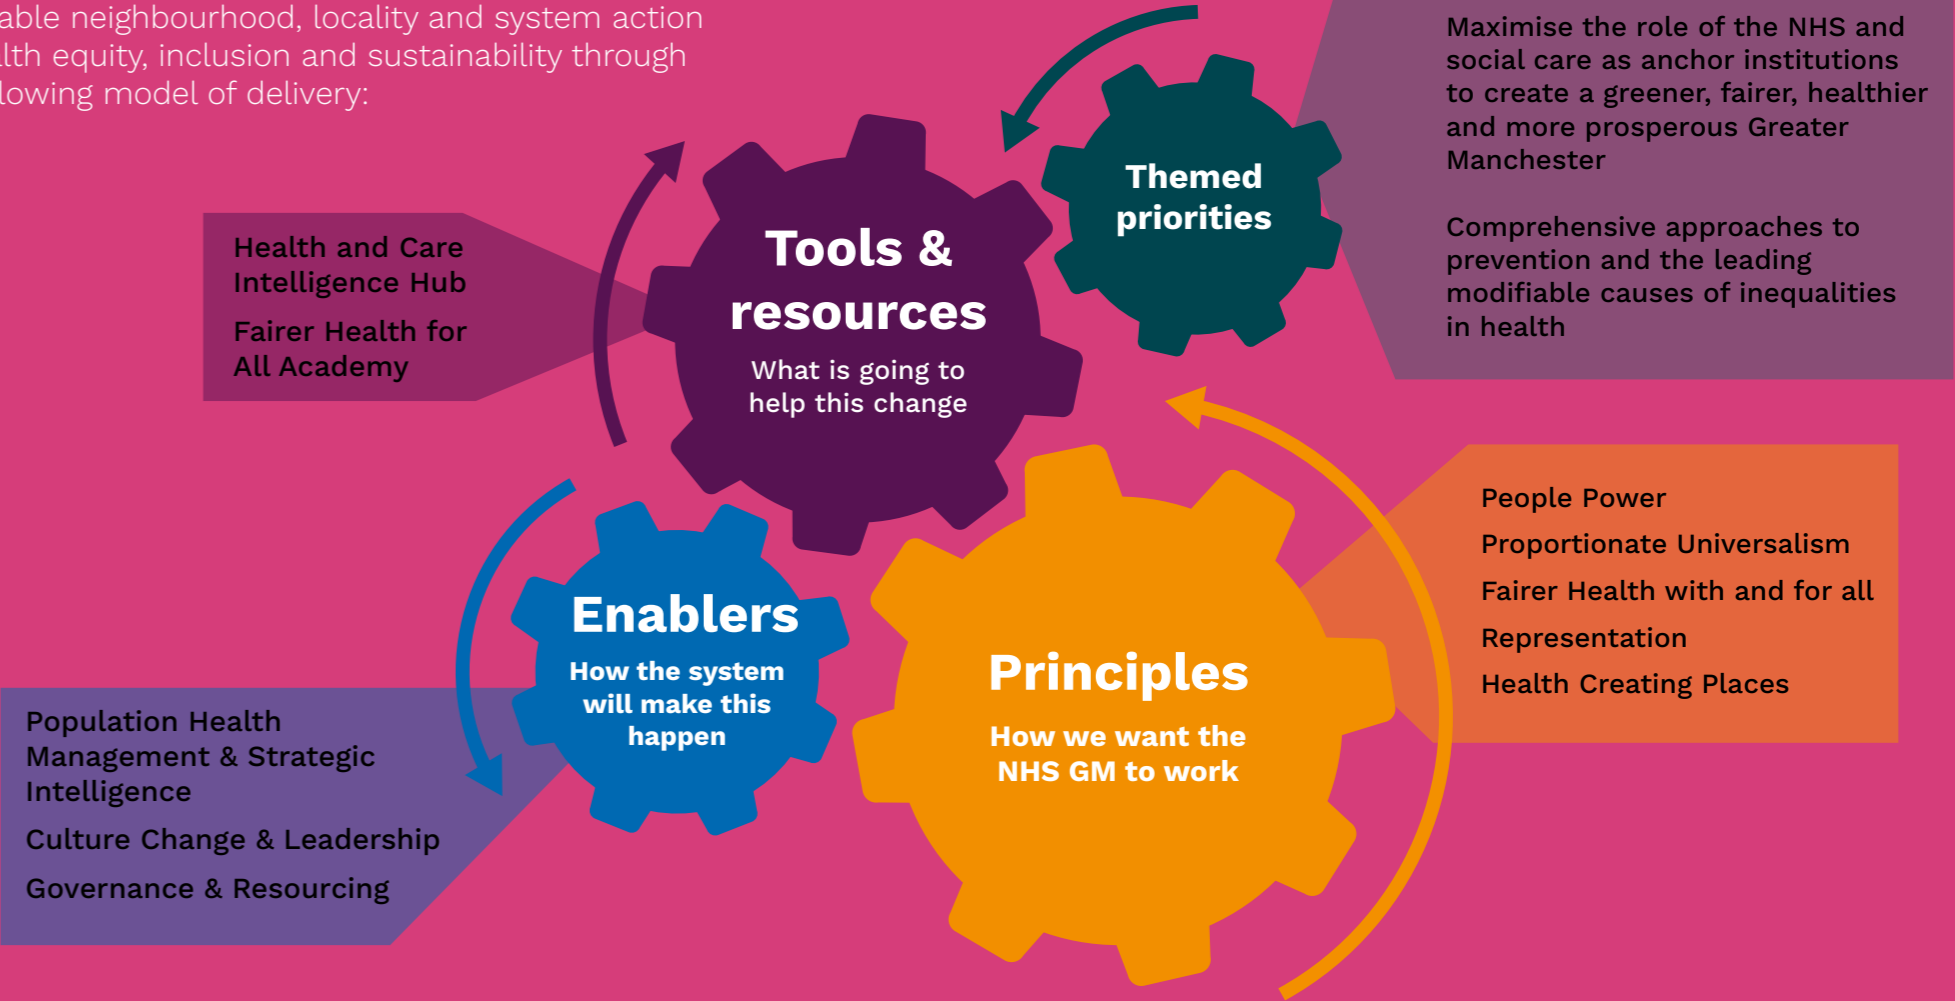 neighbourhood, locality and system action
equity, inclusion and sustainability through
model of delivery:
Tools &
resources
What is going to
help this change
Health and Care
Intelligence Hub
Fairer Health for
All Academy
Themed
priorities
Maximise the role of the NHS and
social care as anchor institutions
to create a greener, fairer, healthier
and more prosperous Greater
Manchester
Comprehensive approaches to
prevention and the leading
modifiable causes of inequalities
in health
Enablers
How the system
will make this
happen
Population Health
Management & Strategic
Intelligence
Culture Change & Leadership
Governance & Resourcing
Principles
How we want the
NHS GM to work
People Power
Proportionate Universalism
Fairer Health with and for all
Representation
Health Creating Places